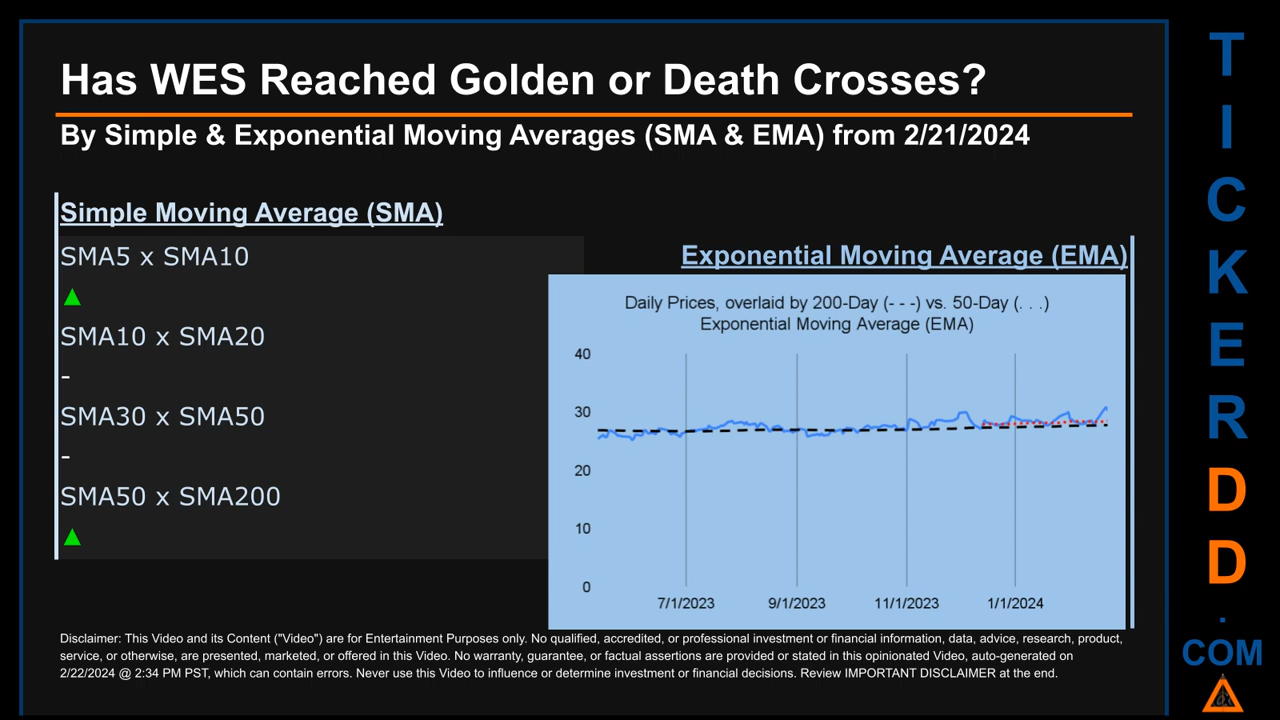 Has WES Reached Golden or Death Crosses?
By Simple & Exponential Moving Averages (SMA & EMA) from 2/21/2024
Simple Moving Average (SMA)
SMA5 x SMA10
▲
SMA10 x SMA20
-
SMA30 x SMA50
-
SMA50 x SMA200
▲
Exponential Moving Average (EMA)
Daily Prices, overlaid by 200-Day (- - -) vs. 50-Day (. . .)
Exponential Moving Average (EMA)
40
30
20
10
0
7/1/2023 9/1/2023 11/1/2023 1/1/2024
Disclaimer: This Video and its Content ("Video") are for Entertainment Purposes only. No qualified, accredited, or professional investment or financial information, data, advice, research, product,
service, or otherwise, are presented, marketed, or offered in this Video. No warranty, guarantee, or factual assertions are provided or stated in this opinionated Video, auto-generated on
2/22/2024 @ 2:34 PM PST, which can contain errors. Never use this Video to influence or determine investment or financial decisions. Review IMPORTANT DISCLAIMER at the end.
T
I
C
K
E
R
D
D
.
COM